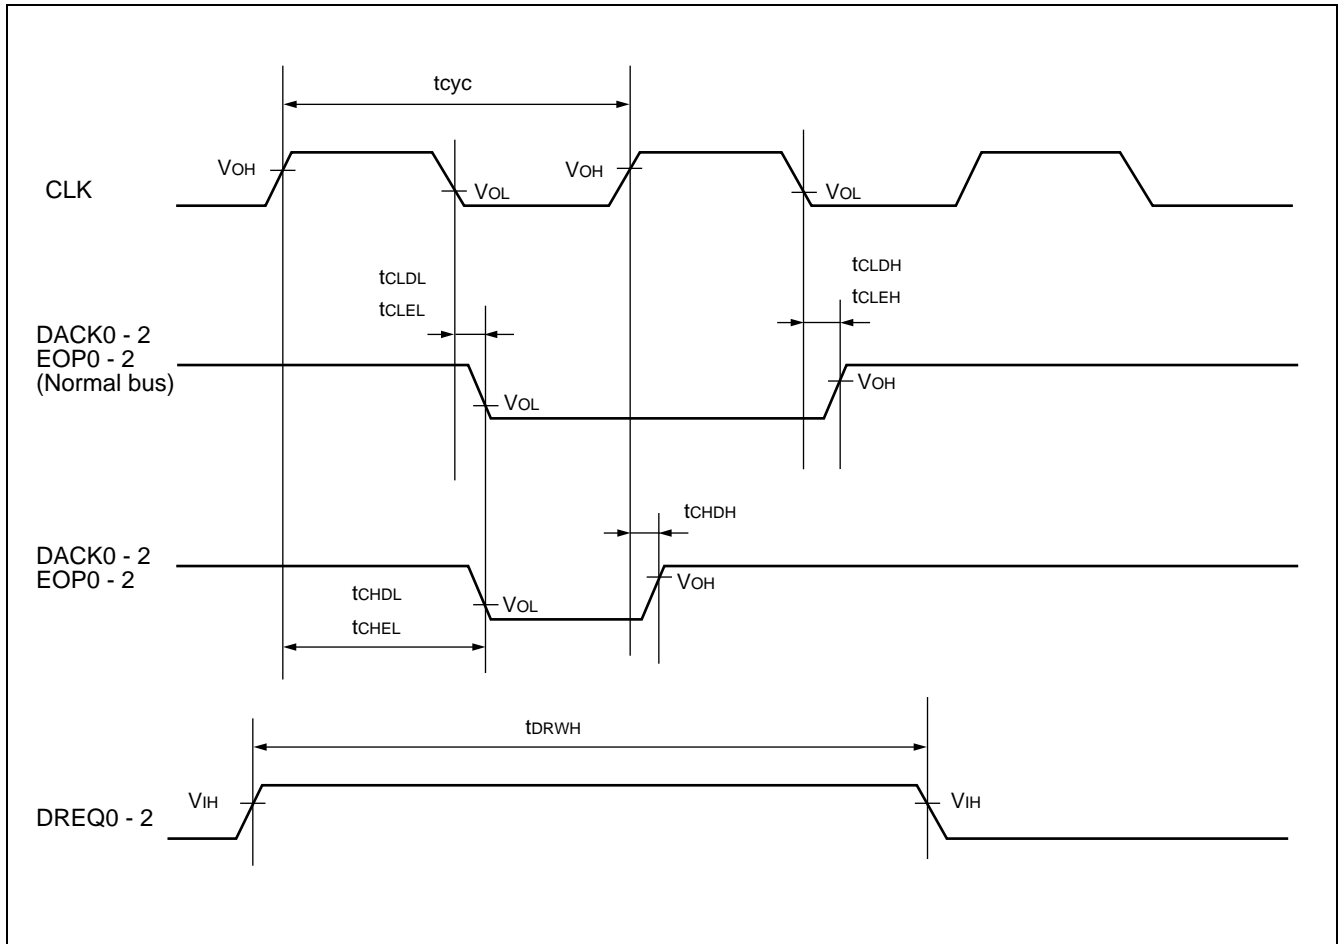 tcyc
VOH
VOH
CLK
VOL
VOL
tCLDL
tCLEL
tCLDH
tCLEH
DACK0 - 2
EOP0 - 2
(Normal bus)
VOL
VOH
tCHDH
DACK0 - 2
EOP0 - 2
tCHDL
tCHEL
VOL
VOH
tDRWH
VIH
VIH
DREQ0 - 2